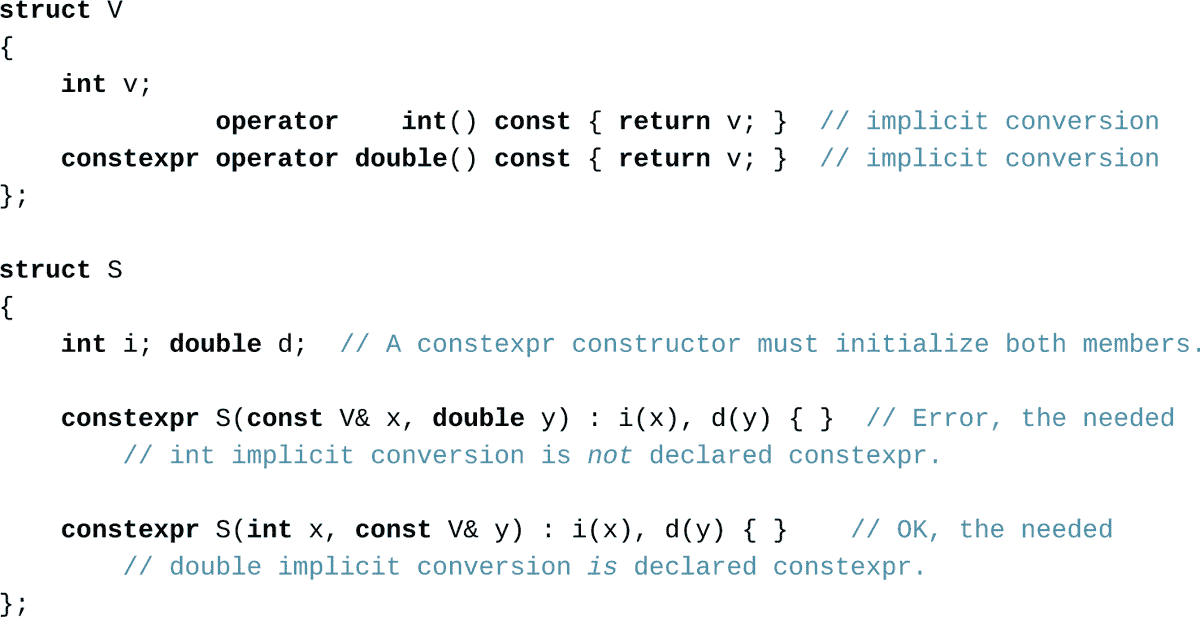 struct V
{
    int v;
              operator    int() const { return v; }  // implicit conversion
    constexpr operator double() const { return v; }  // implicit conversion
};

struct S
{
    int i; double d;  // A constexpr constructor must initialize both members.

    constexpr S(const V& x, double y) : i(x), d(y) { }  // Error, the needed
        // int implicit conversion is not declared constexpr.

    constexpr S(int x, const V& y) : i(x), d(y) { }    // OK, the needed
        // double implicit conversion is declared constexpr.
};